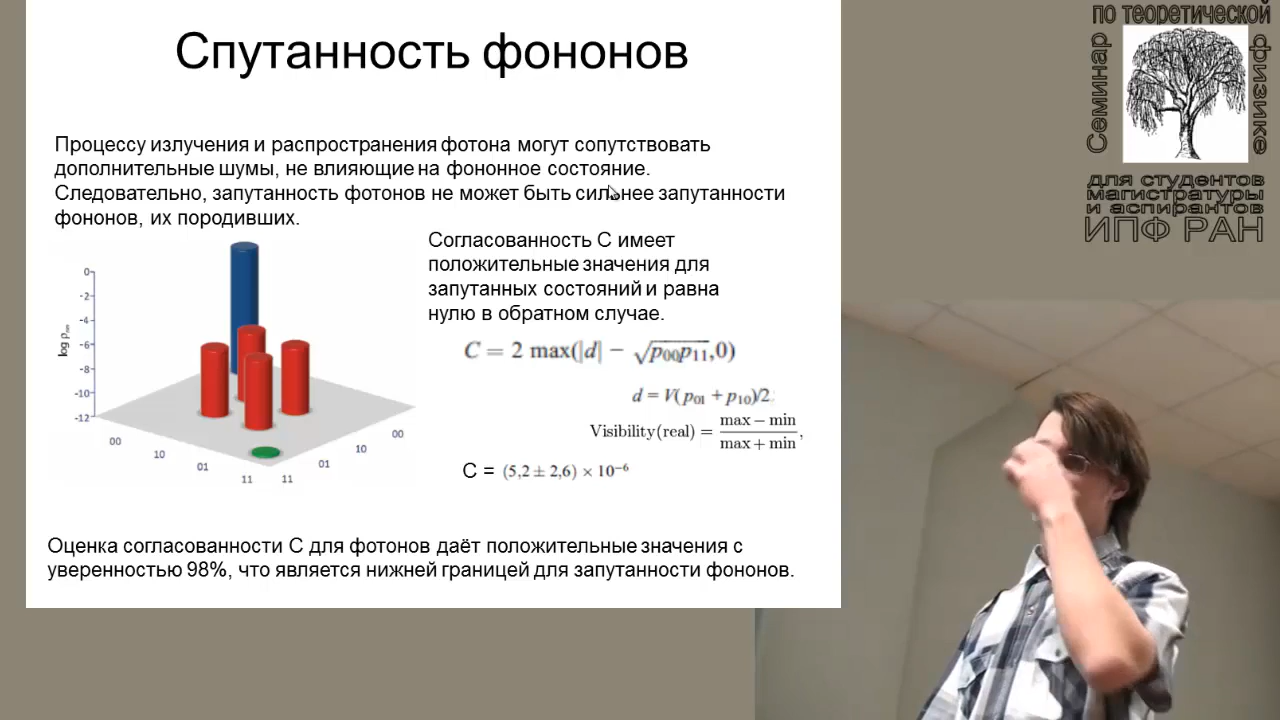 Спутанность фононов
Процессу излучения и распространения фотона могут сопутствовать
дополнительные шумы, не влияющие на фононное состояние.
Следовательно, запутанность фотонов не может быть сильнее запутанности
фононов, их породивших.
Согласованность С имеет
положительные значения для
запутанных состояний и равна
нулю в обратном случае.
C = 2 max(|d| − √p₀₀p₁₁,0)
d = V(p₀₁ + p₁₀)/2
Visibility(real) = (max − min)/(max + min),
C = (5,2 ± 2,6) × 10⁻⁶
log pₘₙ
0
-2
-4
-6
-8
-10
-12
00
10
01
11
11
01
10
00
Оценка согласованности С для фотонов даёт положительные значения с
уверенностью 98%, что является нижней границей для запутанности фононов.
Семинар
по теоретической
физике
для студентов
магистратуры
и аспирантов
ИПФ РАН